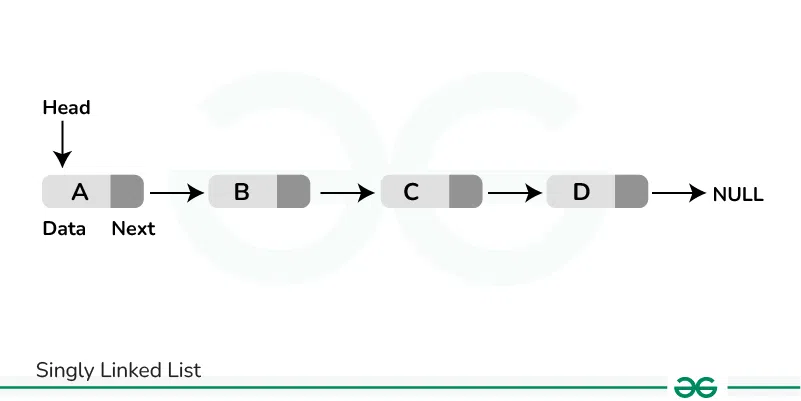 Head
A B C D NULL
Data Next
Singly Linked List